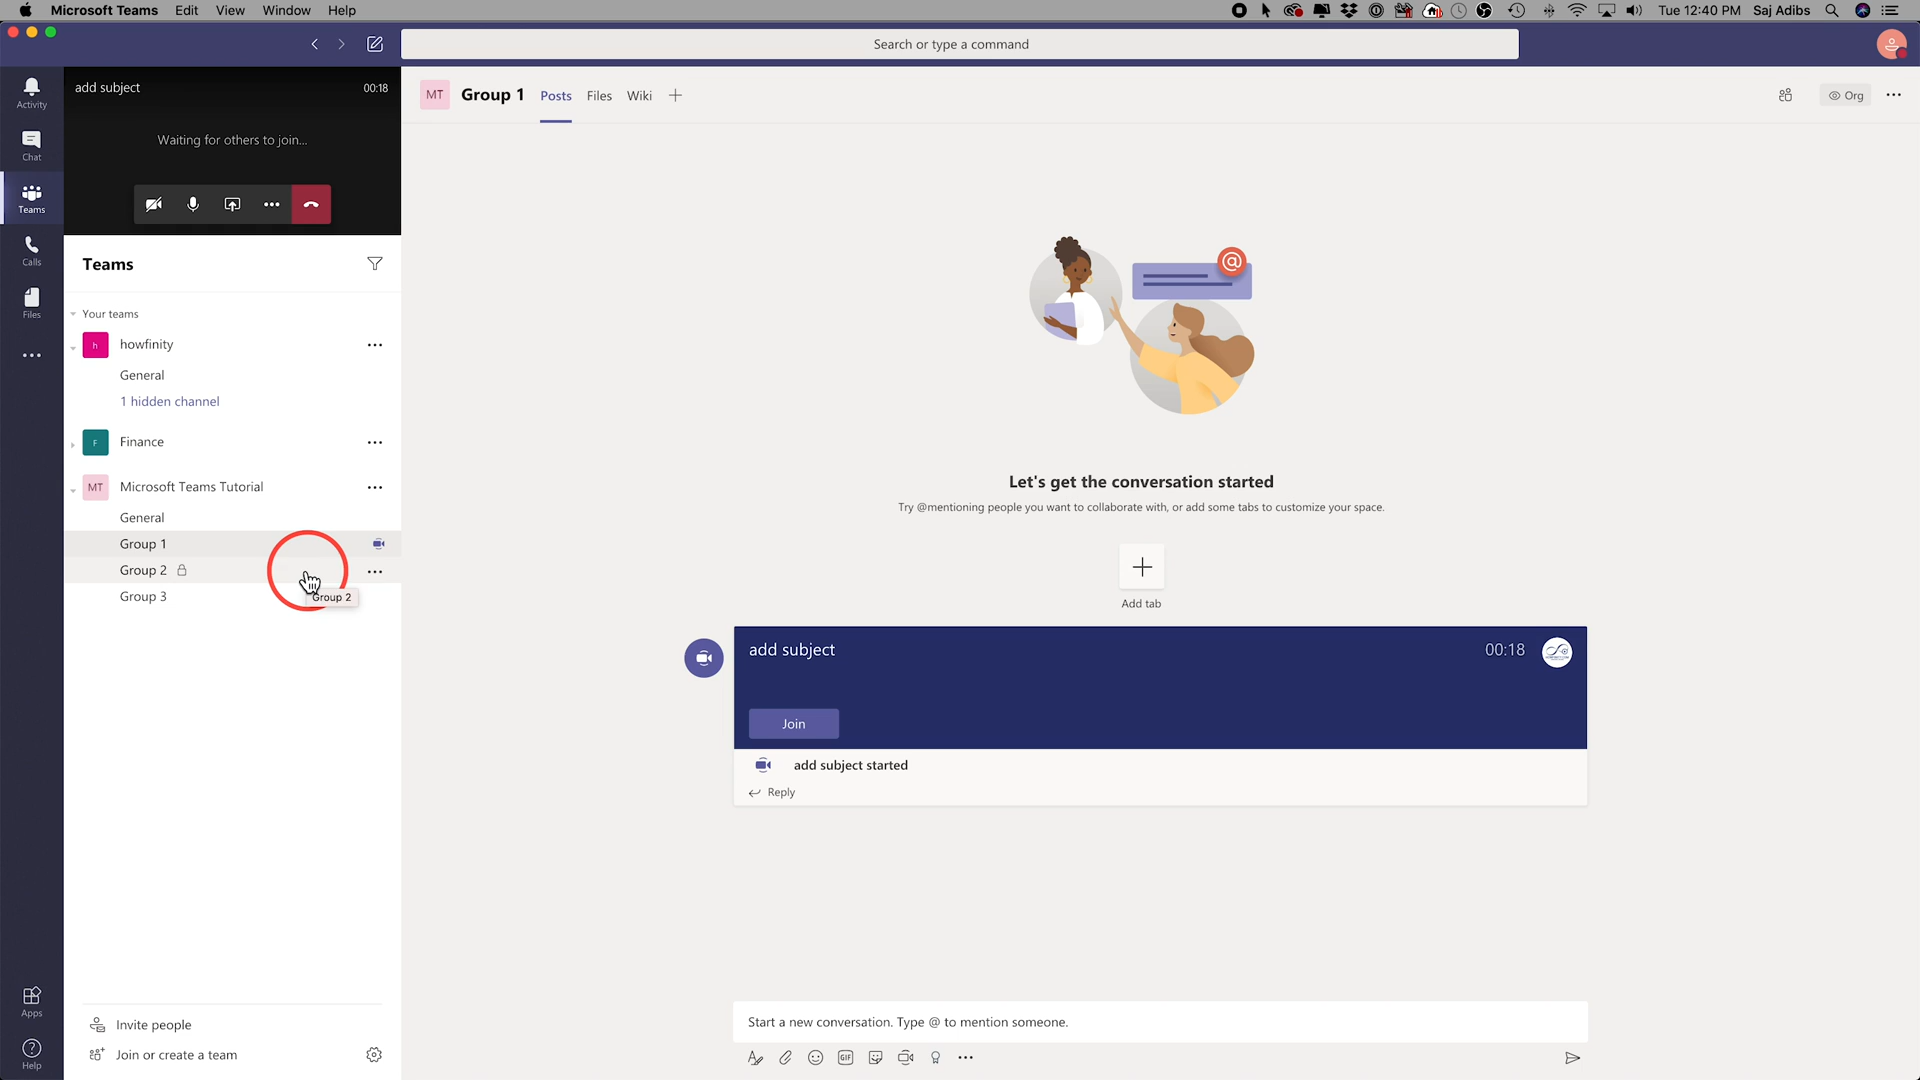 Microsoft Teams Edit View Window Help
Tue 12:40 PM Saj Adibs
Search or type a command
Activity
Chat
Teams
Calls
Files
Apps
Help
add subject 00:18
Waiting for others to join...
Teams
Your teams
h howfinity
General
1 hidden channel
F Finance
MT Microsoft Teams Tutorial
General
Group 1
Group 2
Group 2
Group 3
Invite people
Join or create a team
MT Group 1 Posts Files Wiki
Org
@
Let's get the conversation started
Try @mentioning people you want to collaborate with, or add some tabs to customize your space.
Add tab
add subject 00:18
Join
add subject started
Reply
Start a new conversation. Type @ to mention someone.
GIF